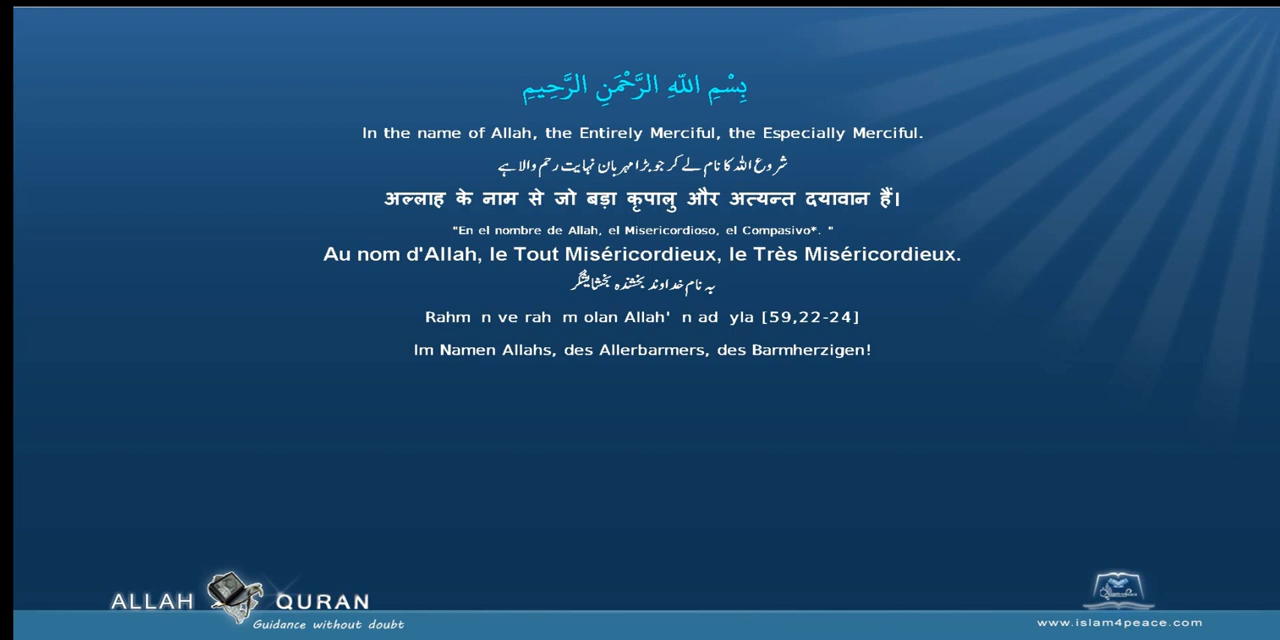 بِسْمِ اللّهِ الرَّحْمَنِ الرَّحِيمِ
In the name of Allah, the Entirely Merciful, the Especially Merciful.
شروع الله کا نام لے کر جو بڑا مہربان نہایت رحم والا ہے
अल्लाह के नाम से जो बड़ा कृपालु और अत्यन्त दयावान हैं।
"En el nombre de Allah, el Misericordioso, el Compasivo*. "
Au nom d'Allah, le Tout Miséricordieux, le Très Miséricordieux.
به نام خداوند بخشنده بخشایشگر
Rahm n ve rah m olan Allah' n ad yla [59,22-24]
Im Namen Allahs, des Allerbarmers, des Barmherzigen!
ALLAH QURAN
Guidance without doubt
www.islam4peace.com